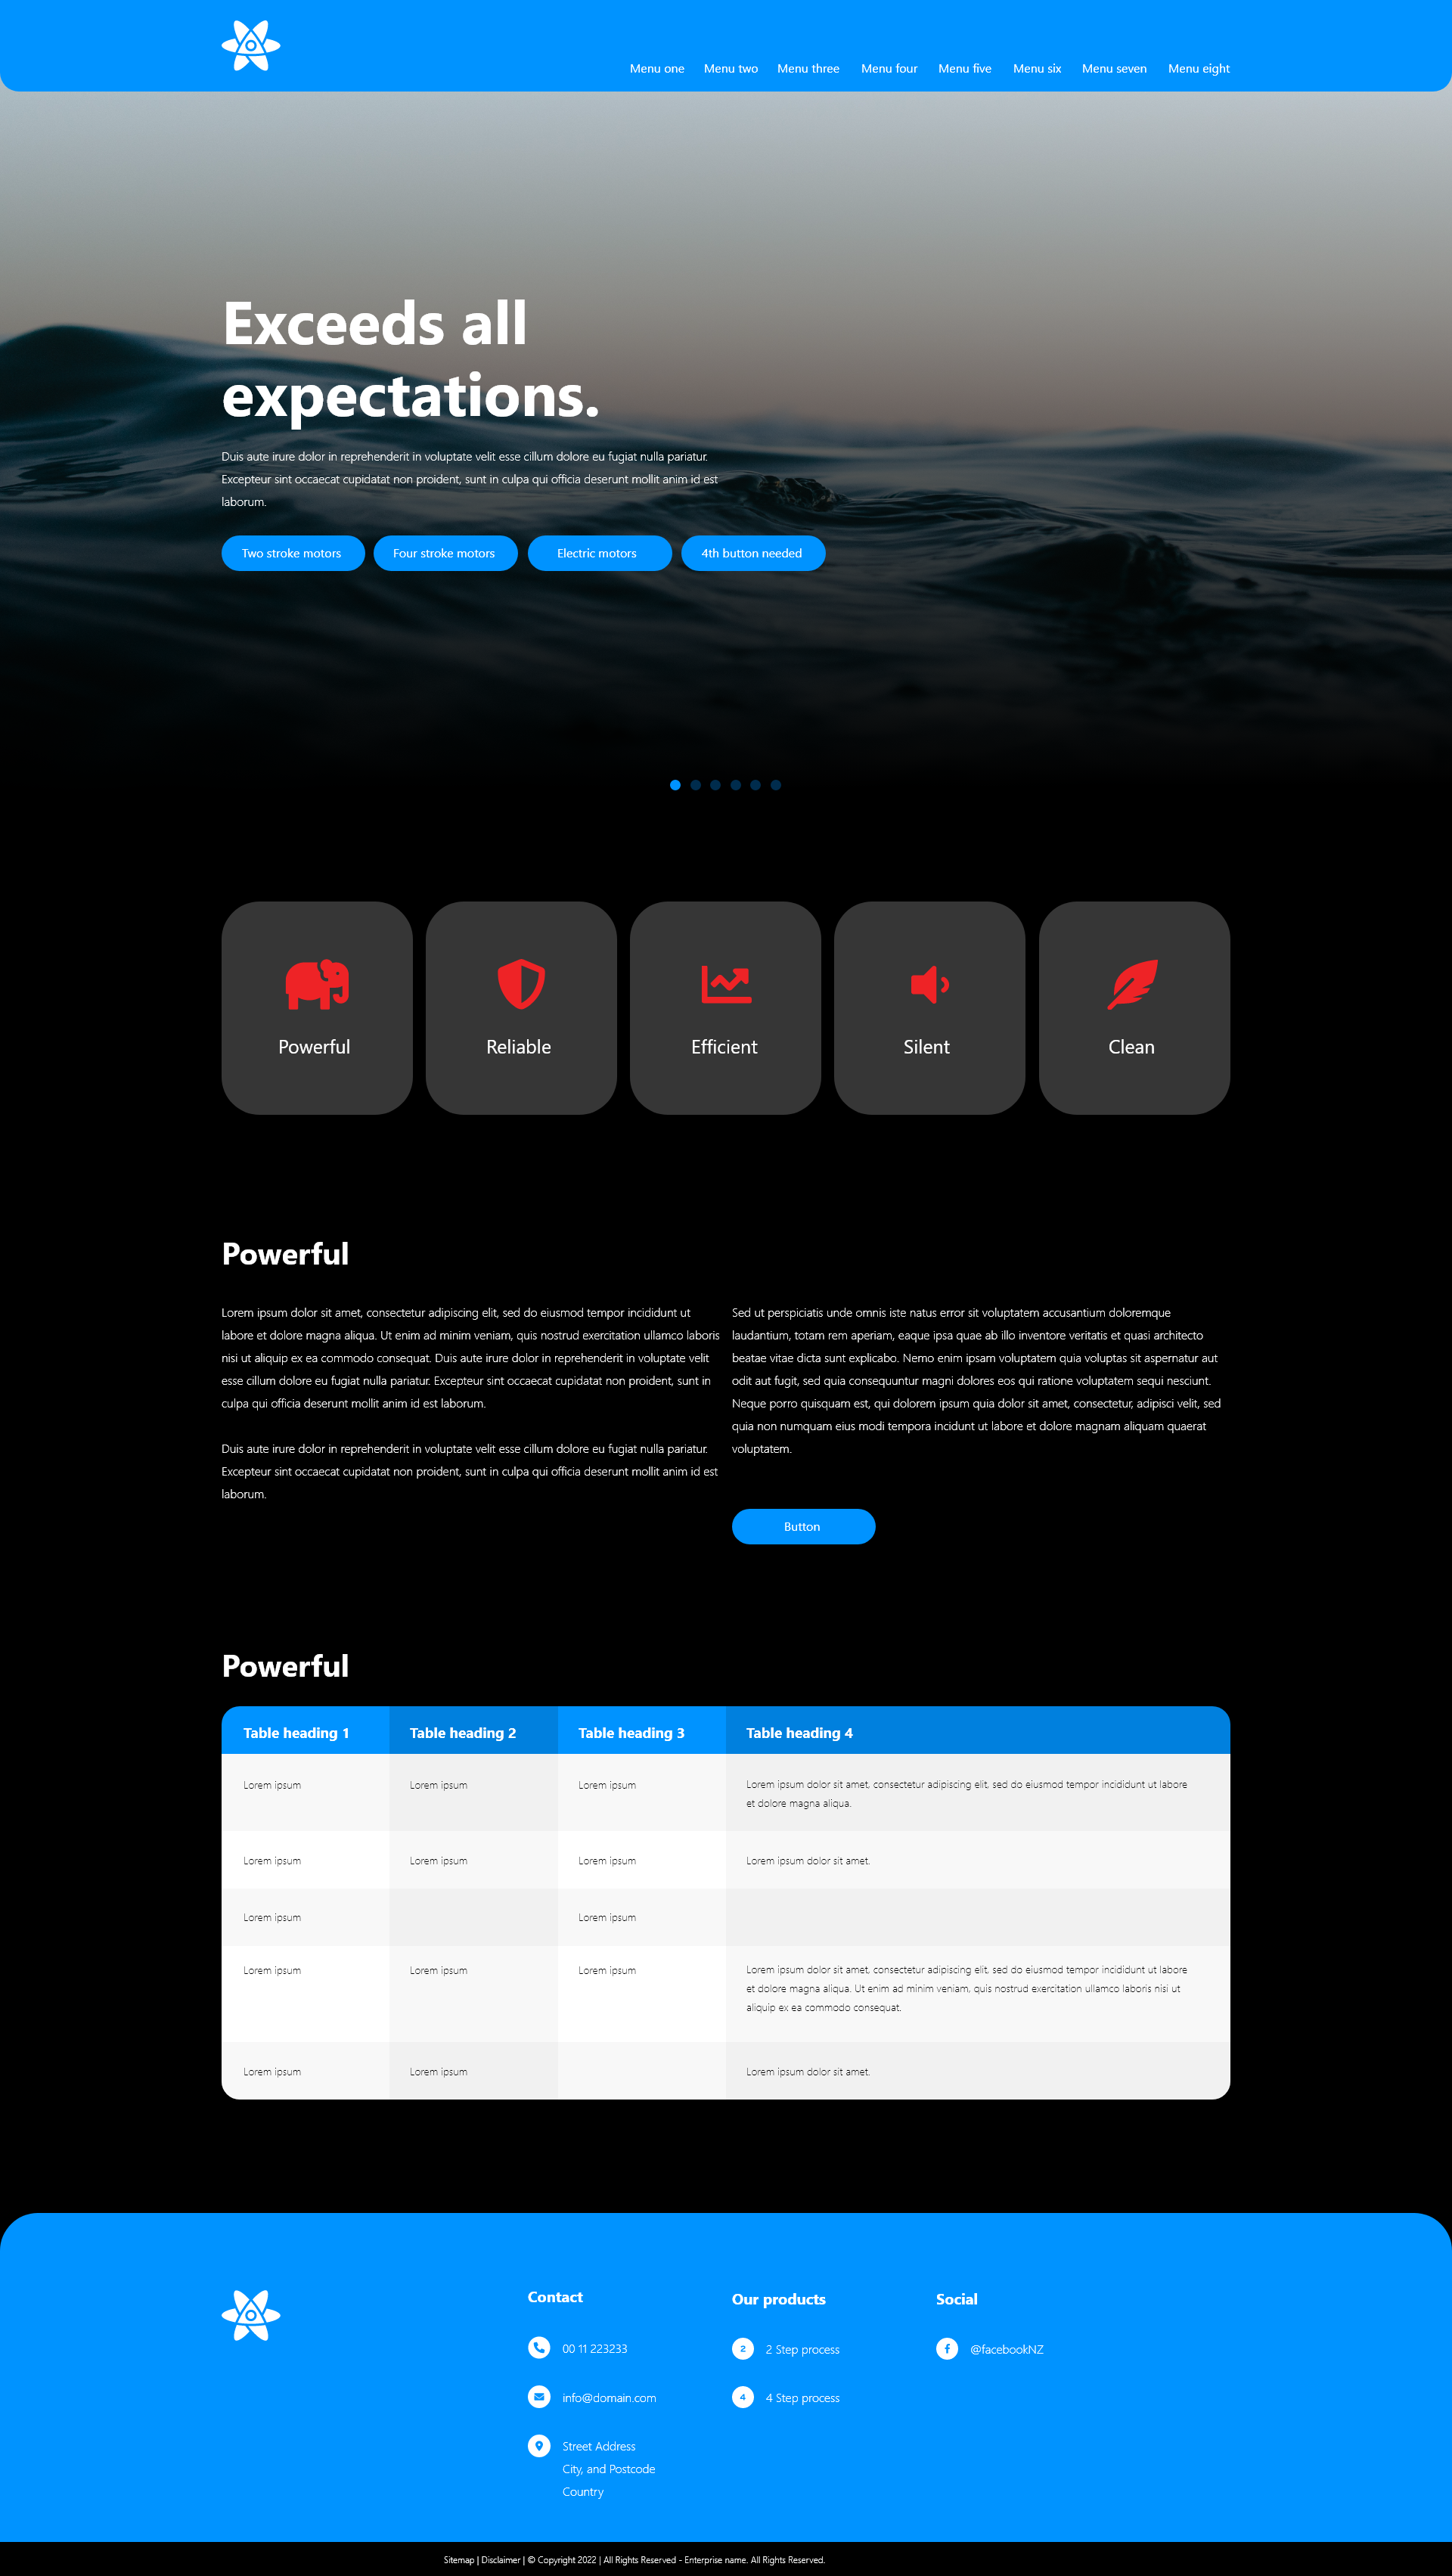 Menu one Menu two Menu three Menu four Menu five Menu six Menu seven Menu eight
Exceeds all
expectations.
Duis aute irure dolor in reprehenderit in voluptate velit esse cillum dolore eu fugiat nulla pariatur.
Excepteur sint occaecat cupidatat non proident, sunt in culpa qui officia deserunt mollit anim id est
laborum.
Two stroke motors Four stroke motors Electric motors 4th button needed
Powerful Reliable Efficient Silent Clean
Powerful
Lorem ipsum dolor sit amet, consectetur adipiscing elit, sed do eiusmod tempor incididunt ut
labore et dolore magna aliqua. Ut enim ad minim veniam, quis nostrud exercitation ullamco laboris
nisi ut aliquip ex ea commodo consequat. Duis aute irure dolor in reprehenderit in voluptate velit
esse cillum dolore eu fugiat nulla pariatur. Excepteur sint occaecat cupidatat non proident, sunt in
culpa qui officia deserunt mollit anim id est laborum.
Duis aute irure dolor in reprehenderit in voluptate velit esse cillum dolore eu fugiat nulla pariatur.
Excepteur sint occaecat cupidatat non proident, sunt in culpa qui officia deserunt mollit anim id est
laborum.
Sed ut perspiciatis unde omnis iste natus error sit voluptatem accusantium doloremque
laudantium, totam rem aperiam, eaque ipsa quae ab illo inventore veritatis et quasi architecto
beatae vitae dicta sunt explicabo. Nemo enim ipsam voluptatem quia voluptas sit aspernatur aut
odit aut fugit, sed quia consequuntur magni dolores eos qui ratione voluptatem sequi nesciunt.
Neque porro quisquam est, qui dolorem ipsum quia dolor sit amet, consectetur, adipisci velit, sed
quia non numquam eius modi tempora incidunt ut labore et dolore magnam aliquam quaerat
voluptatem.
Button
Powerful
Table heading 1 Table heading 2 Table heading 3 Table heading 4
Lorem ipsum Lorem ipsum Lorem ipsum Lorem ipsum dolor sit amet, consectetur adipiscing elit, sed do eiusmod tempor incididunt ut labore
et dolore magna aliqua.
Lorem ipsum Lorem ipsum Lorem ipsum Lorem ipsum dolor sit amet.
Lorem ipsum Lorem ipsum
Lorem ipsum Lorem ipsum Lorem ipsum Lorem ipsum dolor sit amet, consectetur adipiscing elit, sed do eiusmod tempor incididunt ut labore
et dolore magna aliqua. Ut enim ad minim veniam, quis nostrud exercitation ullamco laboris nisi ut
aliquip ex ea commodo consequat.
Lorem ipsum Lorem ipsum Lorem ipsum dolor sit amet.
Contact
00 11 223233
info@domain.com
Street Address
City, and Postcode
Country
Our products
2 2 Step process
4 4 Step process
Social
@facebookNZ
Sitemap | Disclaimer | © Copyright 2022 | All Rights Reserved - Enterprise name. All Rights Reserved.